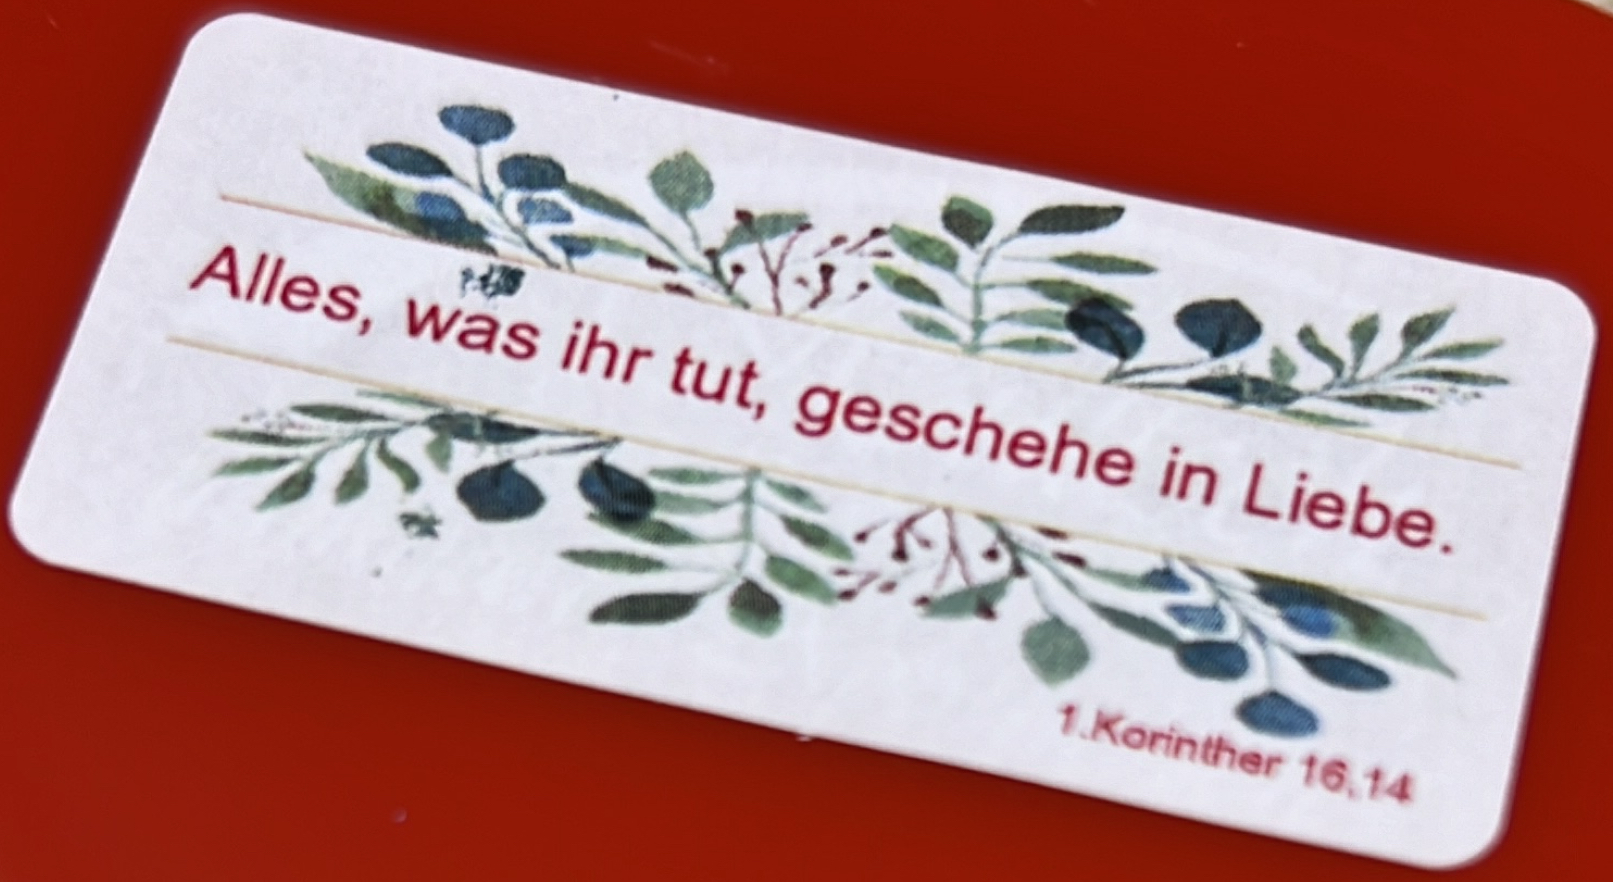 Alles, was ihr tut, geschehe in Liebe.
1.Korinther 16,14